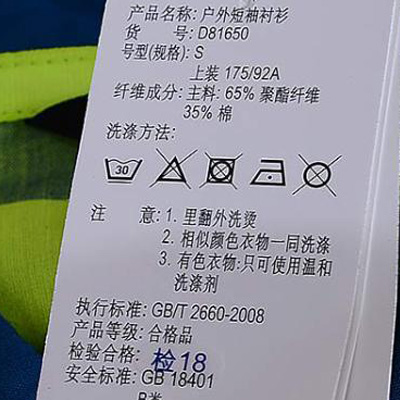 产品名称: 户外短袖衬衫
货 号: D81650
号型(规格): S
上装 175/92A
纤维成分: 主料: 65% 聚酯纤维
35% 棉
洗涤方法:
30
注 意: 1. 里翻外洗烫
2. 相似颜色衣物一同洗涤
3. 有色衣物: 只可使用温和
洗涤剂
执行标准: GB/T 2660-2008
产品等级: 合格品
检验合格: 检18
安全标准: GB 18401